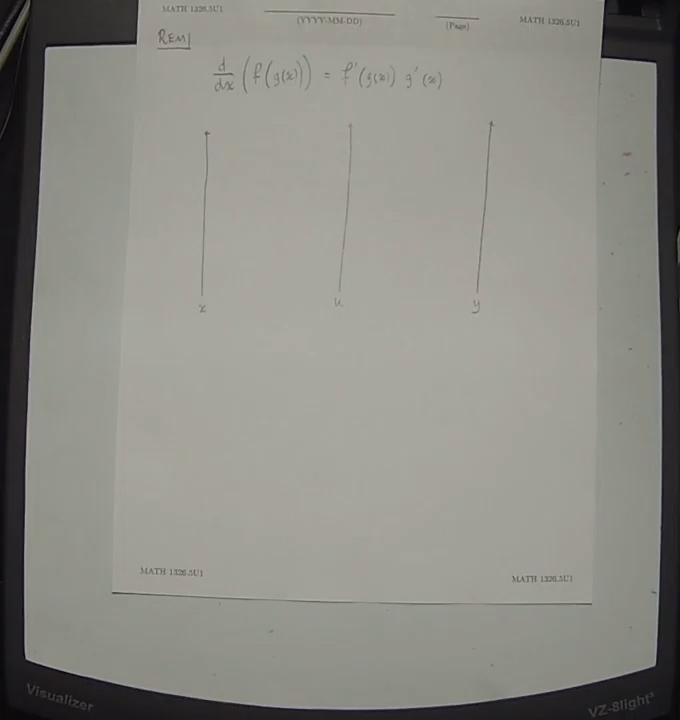 MATH 1326.5U1 (YYYY-MM-DD) (Page) MATH 1326.5U1
REM
d/dx (f(g(x))) = f'(g(x)) g'(x)
x u y
MATH 1326.5U1 MATH 1326.5U1
Visualizer VZ-8light³